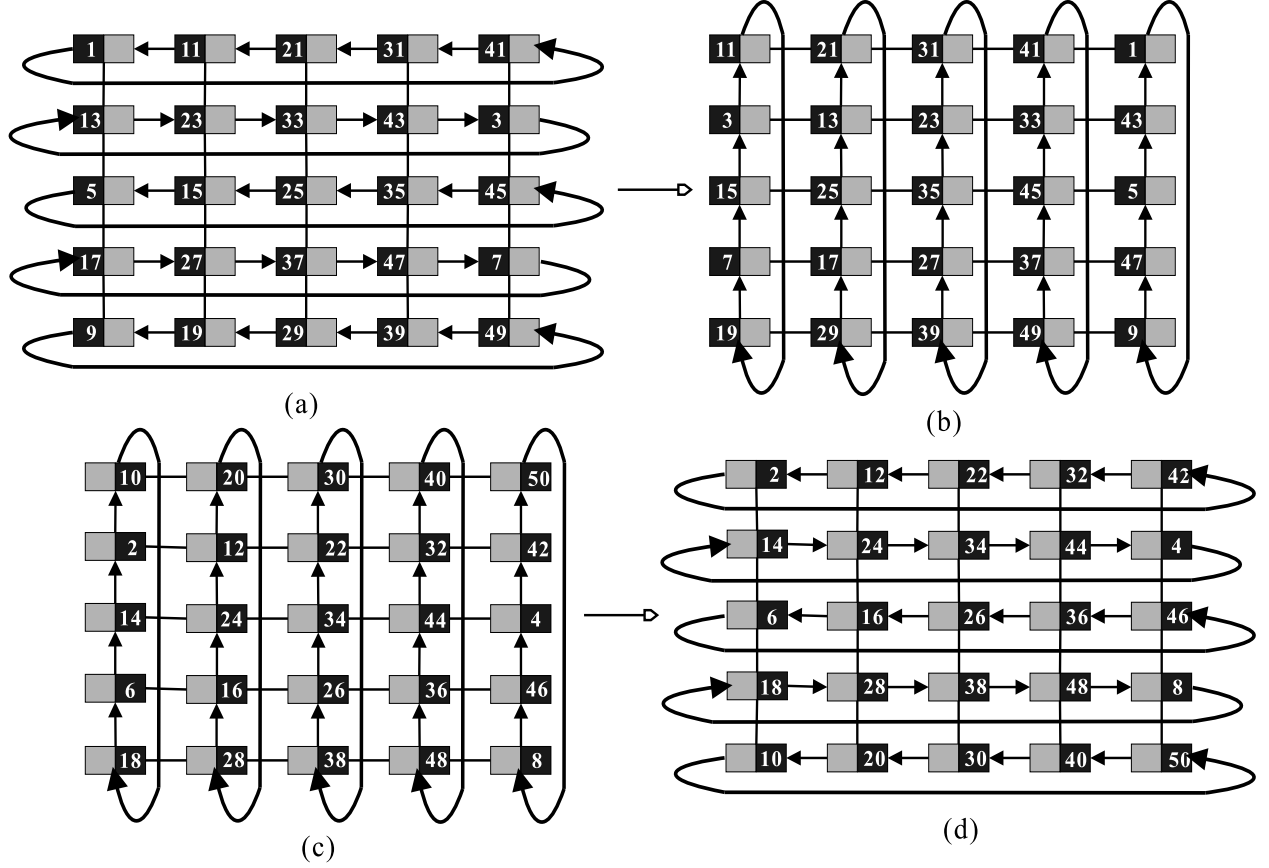 1 11 21 31 41
13 23 33 43 3
5 15 25 35 45
17 27 37 47 7
9 19 29 39 49
(a)
11 21 31 41 1
3 13 23 33 43
15 25 35 45 5
7 17 27 37 47
19 29 39 49 9
(b)
10 20 30 40 50
2 12 22 32 42
14 24 34 44 4
6 16 26 36 46
18 28 38 48 8
(c)
2 12 22 32 42
14 24 34 44 4
6 16 26 36 46
18 28 38 48 8
10 20 30 40 50
(d)